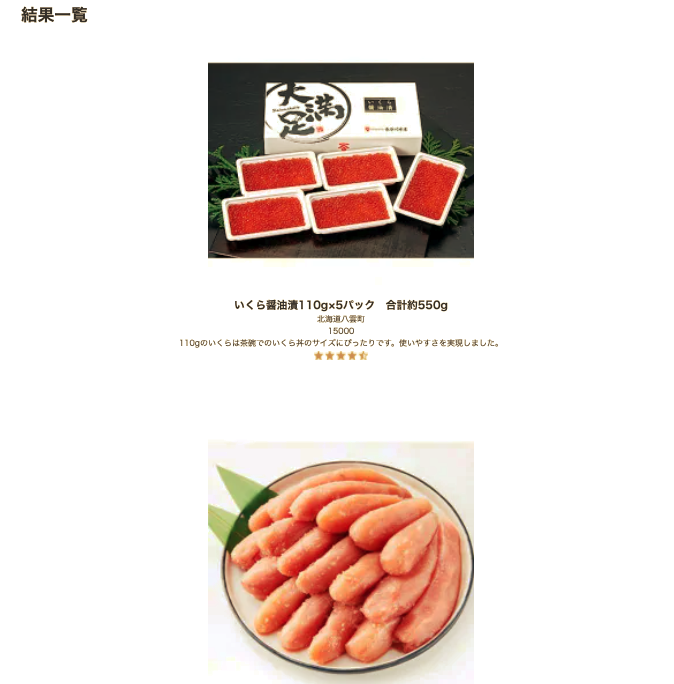 結果一覧
大満足
いくら
醤油漬
いくら醤油漬110g×5パック　合計約550g
北海道八雲町
15000
110gのいくらは茶碗でのいくら丼のサイズにぴったりです。使いやすさを実現しました。